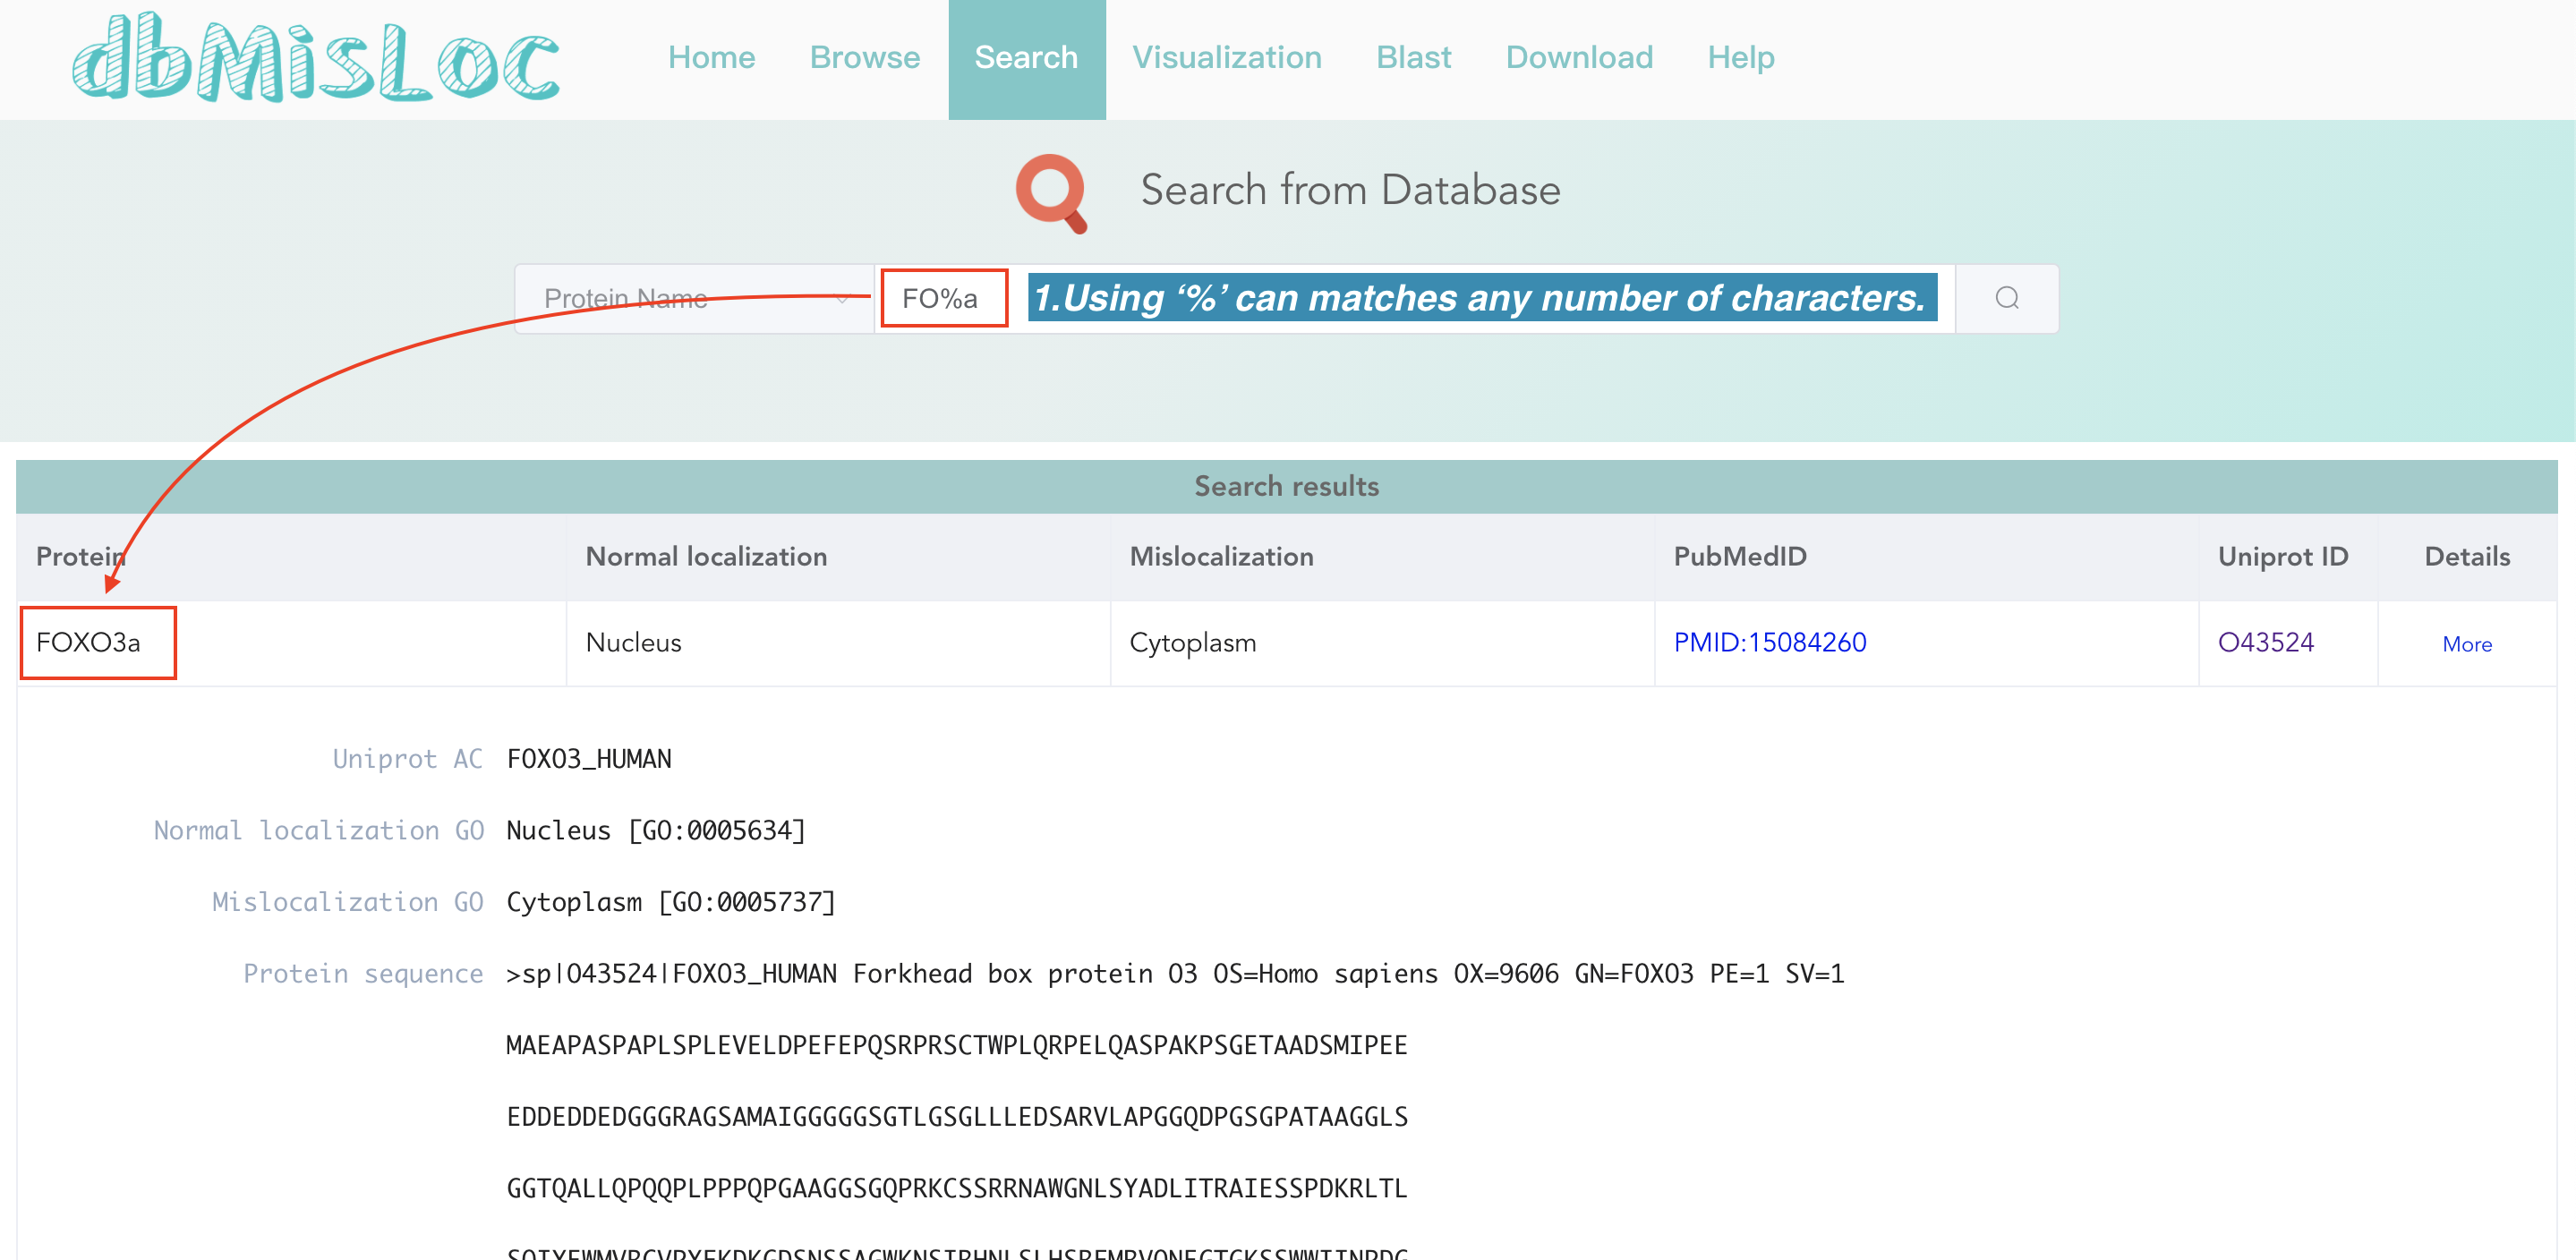 dbMisLoc
Home Browse Search Visualization Blast Download Help
Search from Database
Protein Name FO%a 1.Using ‘%’ can matches any number of characters.
Search results
Protein Normal localization Mislocalization PubMedID Uniprot ID Details
FOXO3a Nucleus Cytoplasm PMID:15084260 O43524 More
Uniprot AC FOXO3_HUMAN
Normal localization GO Nucleus [GO:0005634]
Mislocalization GO Cytoplasm [GO:0005737]
Protein sequence >sp|O43524|FOXO3_HUMAN Forkhead box protein O3 OS=Homo sapiens OX=9606 GN=FOXO3 PE=1 SV=1
MAEAPASPAPLSPLEVELDPEFEPQSRPRSCTWPLQRPELQASPAKPSGETAADSMIPEE
EDDEDDEDGGGRAGSAMAIGGGGGSGTLGSGLLLEDSARVLAPGGQDPGSGPATAAGGLS
GGTQALLQPQQPLPPPQPGAAGGSGQPRKCSSRRNAWGNLSYADLITRAIESSPDKRLTL